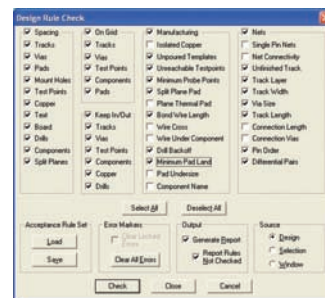 Design Rule Check
Spacing
Tracks
Vias
Pads
Mount Holes
Test Points
Copper
Text
Board
Drills
Components
Split Planes
On Grid
Tracks
Vias
Test Points
Components
Pads
Keep In/Out
Tracks
Vias
Test Points
Components
Copper
Drills
Manufacturing
Isolated Copper
Unpoured Templates
Unreachable Testpoints
Minimum Probe Points
Split Plane Pad
Plane Thermal Pad
Bond Wire Length
Wire Cross
Wire Under Component
Drill Backoff
Minimum Pad Land
Pad Undersize
Component Name
Nets
Single Pin Nets
Net Connectivity
Unfinished Track
Track Layer
Track Width
Via Size
Track Length
Connection Length
Connection Vias
Pin Order
Differential Pairs
Select All
Deselect All
Acceptance Rule Set
Load
Save
Error Markers
Clear Locked
Errors
Clear All Errors
Output
Generate Report
Report Rules
Not Checked
Source
Design
Selection
Window
Check
Close
Cancel